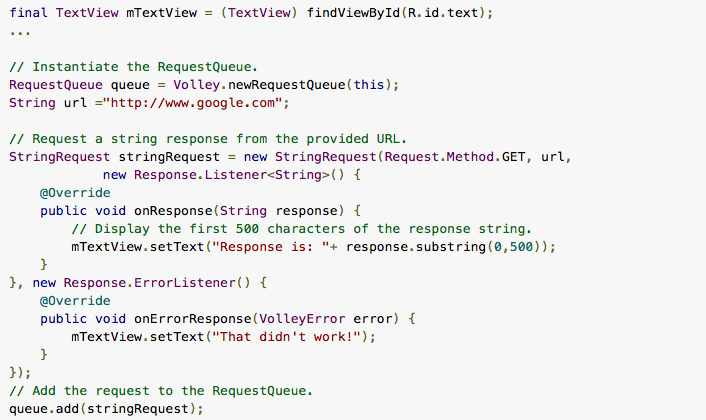 final TextView mTextView = (TextView) findViewById(R.id.text);
...
// Instantiate the RequestQueue.
RequestQueue queue = Volley.newRequestQueue(this);
String url ="http://www.google.com";
// Request a string response from the provided URL.
StringRequest stringRequest = new StringRequest(Request.Method.GET, url,
            new Response.Listener<String>() {
    @Override
    public void onResponse(String response) {
        // Display the first 500 characters of the response string.
        mTextView.setText("Response is: "+ response.substring(0,500));
    }
}, new Response.ErrorListener() {
    @Override
    public void onErrorResponse(VolleyError error) {
        mTextView.setText("That didn't work!");
    }
});
// Add the request to the RequestQueue.
queue.add(stringRequest);